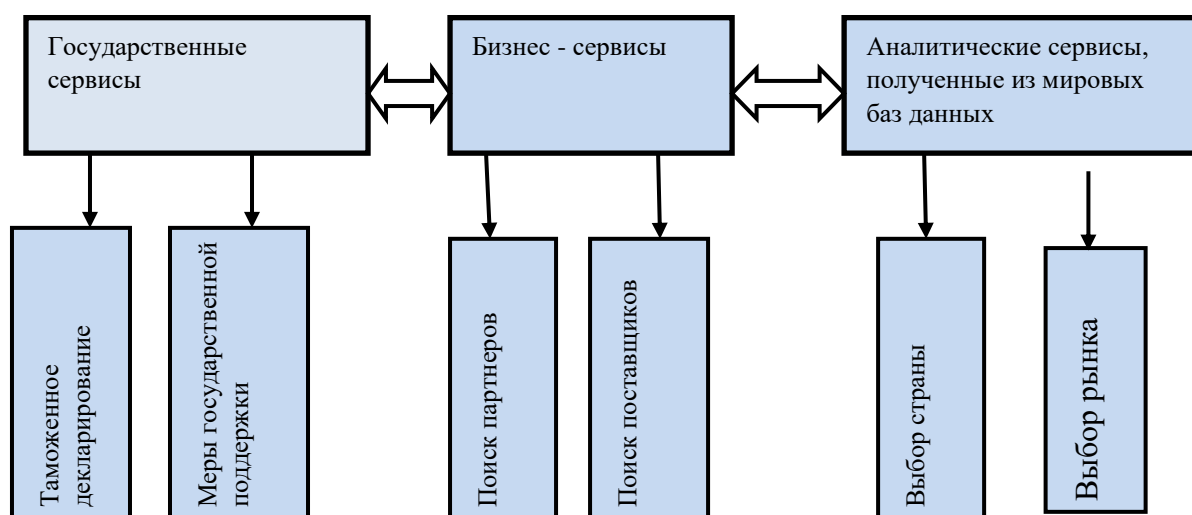 Государственные
сервисы
Бизнес - сервисы
Аналитические сервисы,
полученные из мировых
баз данных
Таможенное
декларирование
Меры государственной
поддержки
Поиск партнеров
Поиск поставщиков
Выбор страны
Выбор рынка